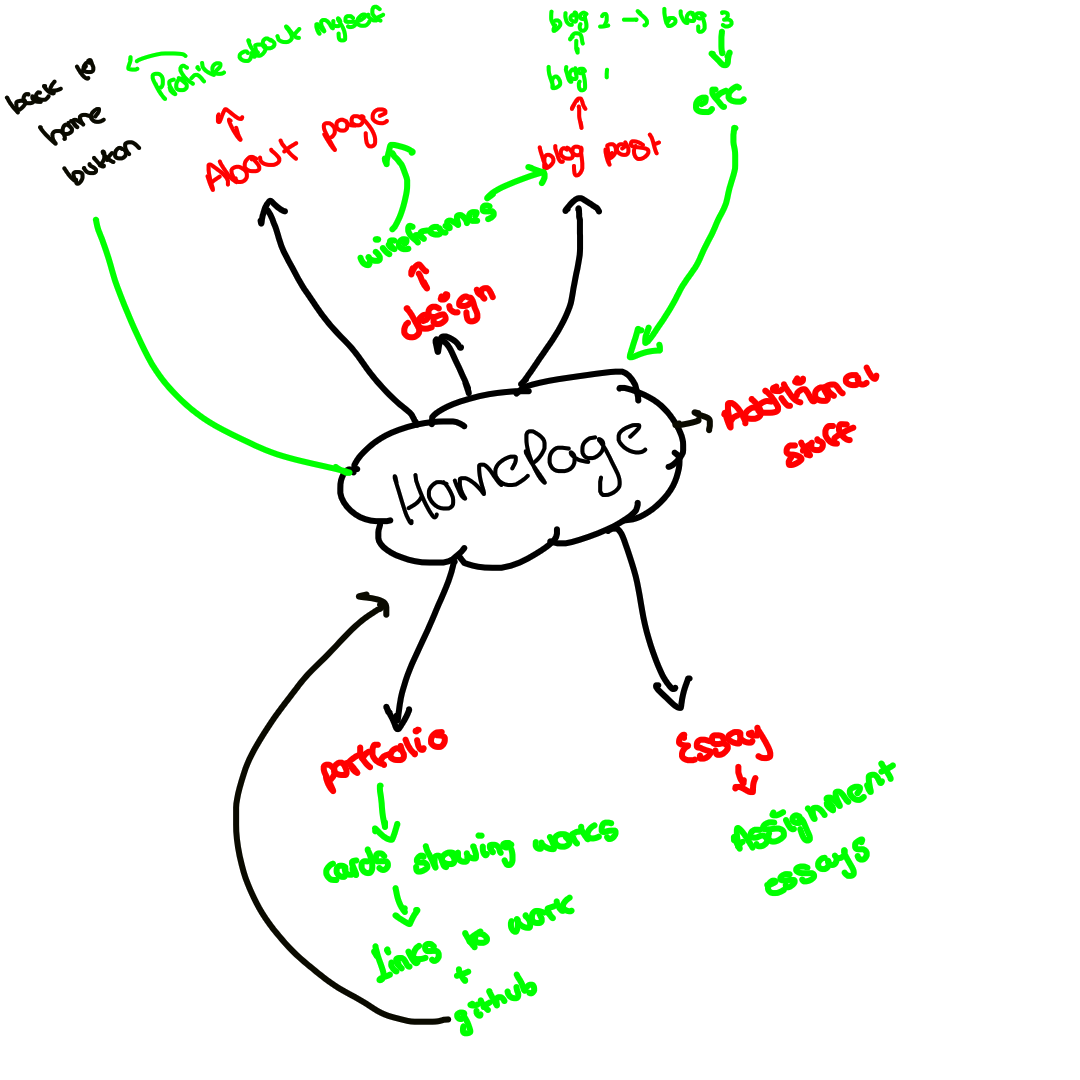 blog 2 → blog 3
blog 1
etc
Profile about myself
back to
home
button
About page
blog post
wireframes
design
HomePage
Additional
stuff
portfolio
cards showing works
Links to work
+
github
Essay
Assignment
essays